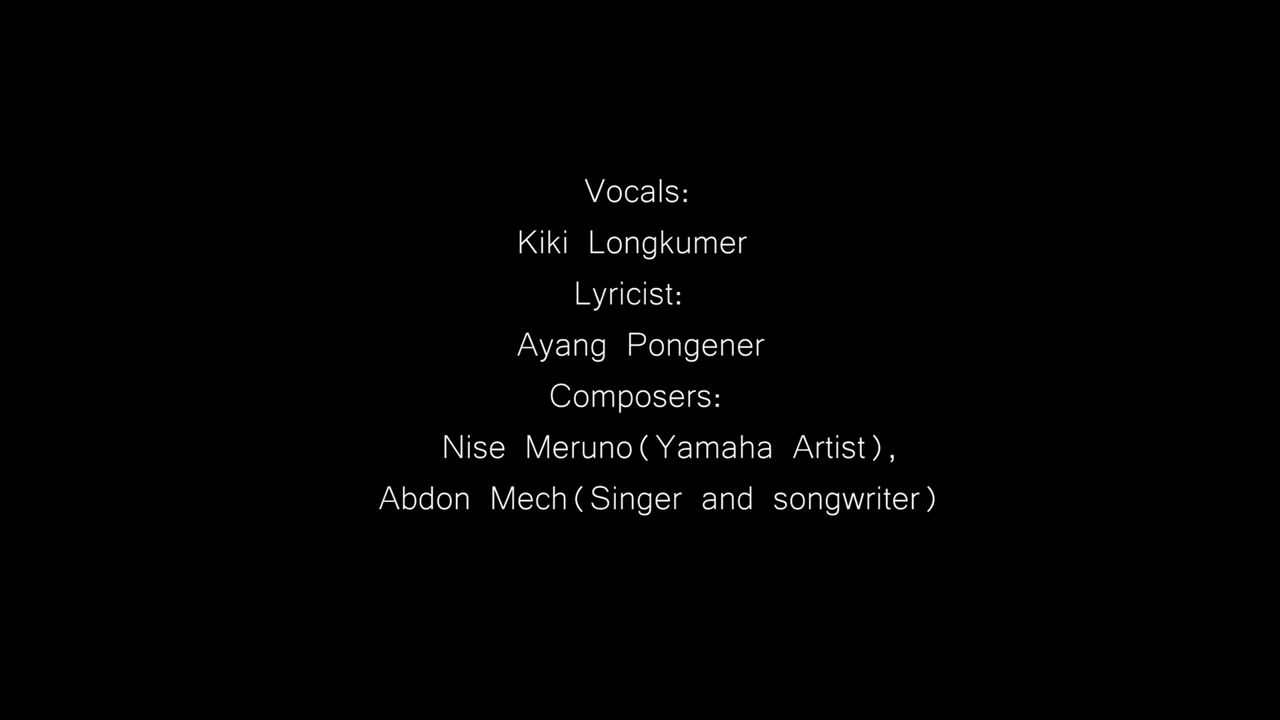 Vocals:
Kiki Longkumer
Lyricist:
Ayang Pongener
Composers:
Nise Meruno(Yamaha Artist),
Abdon Mech(Singer and songwriter)